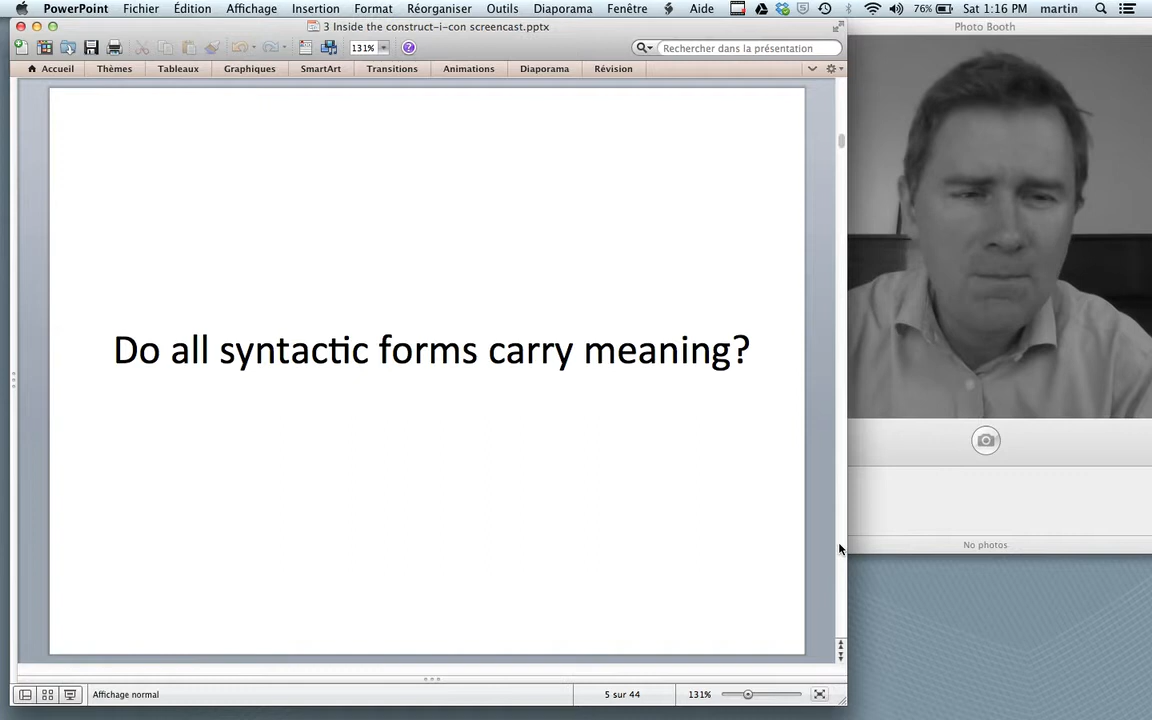 PowerPoint Fichier Édition Affichage Insertion Format Réorganiser Outils Diaporama Fenêtre Aide 76% Sat 1:16 PM martin
3 Inside the construct-i-con screencast.pptx
Photo Booth
131% Rechercher dans la présentation
Accueil Thèmes Tableaux Graphiques SmartArt Transitions Animations Diaporama Révision
Do all syntactic forms carry meaning?
No photos
Affichage normal 5 sur 44 131%